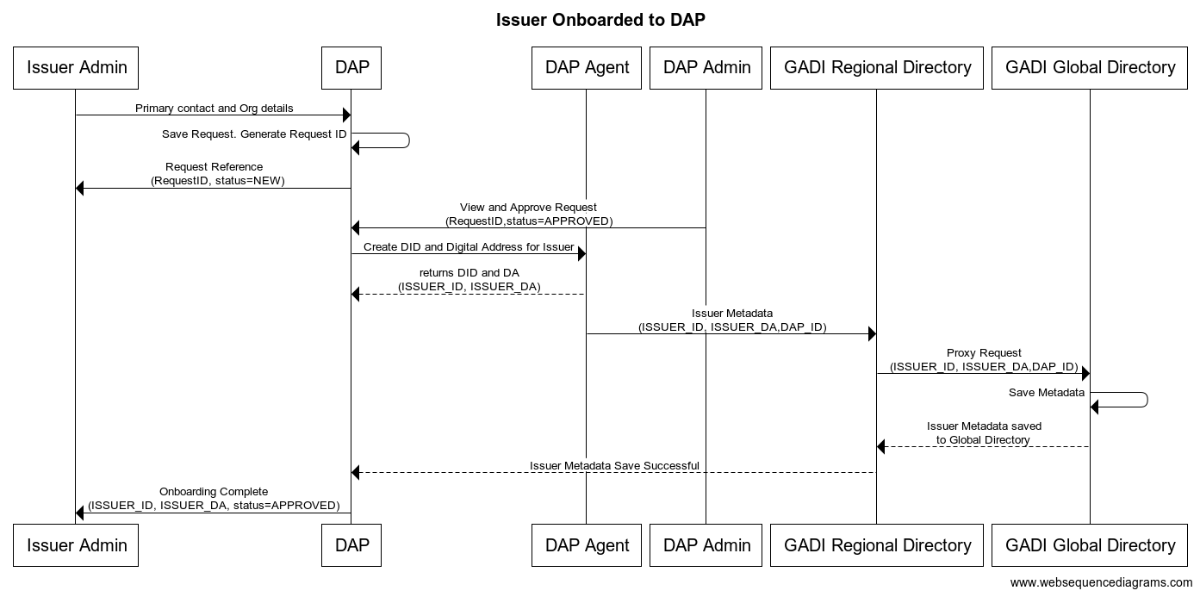 Issuer Onboarded to DAP
Issuer Admin
DAP
DAP Agent
DAP Admin
GADI Regional Directory
GADI Global Directory
Primary contact and Org details
Save Request. Generate Request ID
Request Reference
(RequestID, status=NEW)
View and Approve Request
(RequestID,status=APPROVED)
Create DID and Digital Address for Issuer
returns DID and DA
(ISSUER_ID, ISSUER_DA)
Issuer Metadata
(ISSUER_ID, ISSUER_DA,DAP_ID)
Proxy Request
(ISSUER_ID, ISSUER_DA,DAP_ID)
Save Metadata
Issuer Metadata saved
to Global Directory
Issuer Metadata Save Successful
Onboarding Complete
(ISSUER_ID, ISSUER_DA, status=APPROVED)
Issuer Admin
DAP
DAP Agent
DAP Admin
GADI Regional Directory
GADI Global Directory
www.websequencediagrams.com